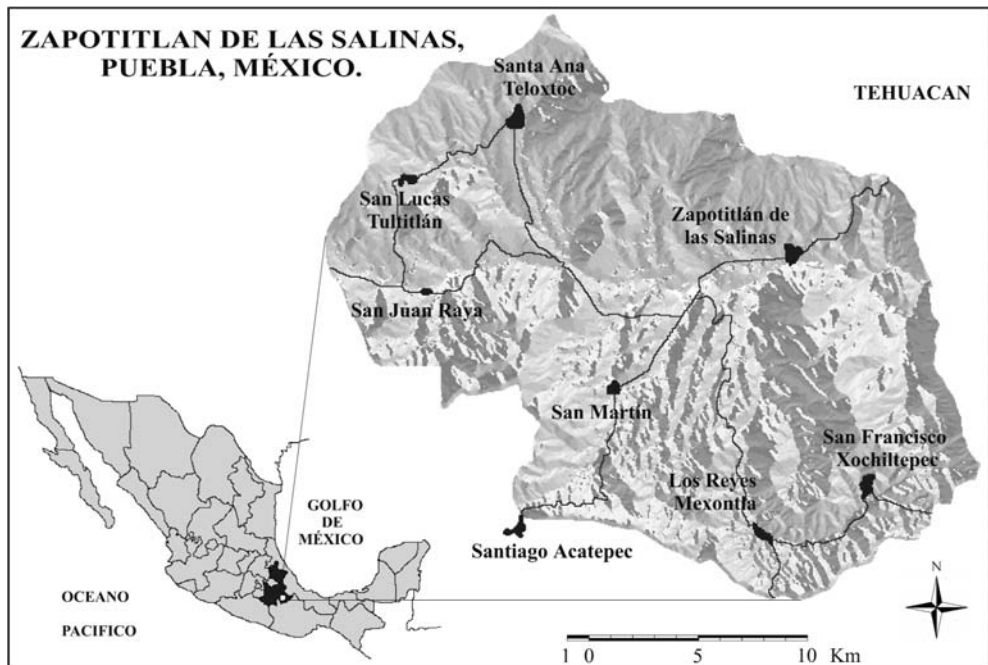 ZAPOTITLAN DE LAS SALINAS,
PUEBLA, MÉXICO.
Santa Ana
Teloxtoc
TEHUACAN
San Lucas
Tultitlán
Zapotitlán de
las Salinas
San Juan Raya
San Martín
San Francisco
Xochiltepec
Los Reyes
Mexontla
Santiago Acatepec
GOLFO
DE
MÉXICO
OCEANO
PACIFICO
N
1 0 5 10 Km